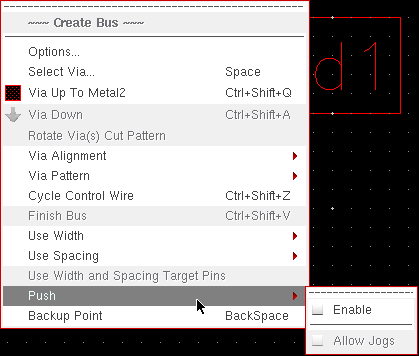 ~~~ Create Bus ~~~
Options...
Select Via... Space
Via Up To Metal2 Ctrl+Shift+Q
Via Down Ctrl+Shift+A
Rotate Via(s) Cut Pattern
Via Alignment
Via Pattern
Cycle Control Wire Ctrl+Shift+Z
Finish Bus Ctrl+Shift+V
Use Width
Use Spacing
Use Width and Spacing Target Pins
Push
Backup Point BackSpace
Enable
Allow Jogs
d1